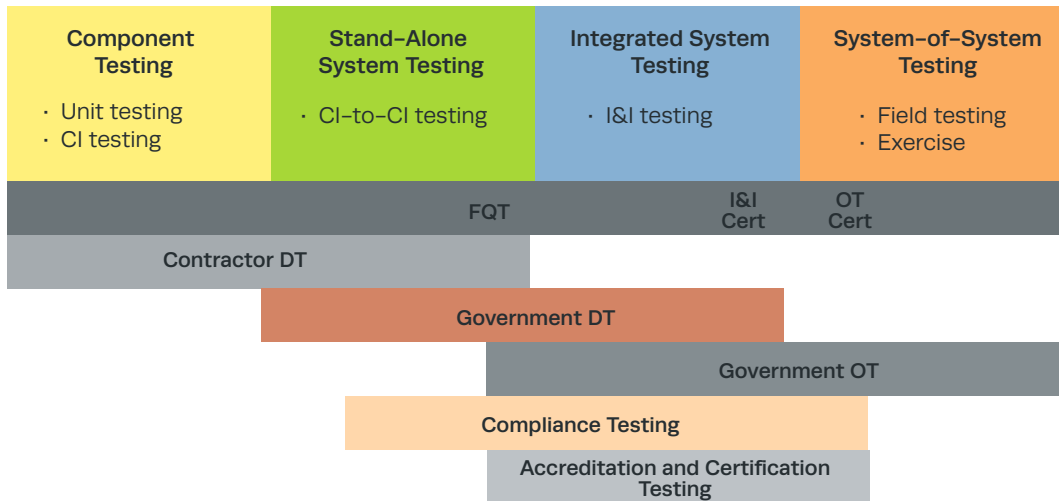 Component
Testing
· Unit testing
· CI testing
Stand-Alone
System Testing
· CI-to-CI testing
Integrated System
Testing
· I&I testing
System-of-System
Testing
· Field testing
· Exercise
FQT
I&I
Cert
OT
Cert
Contractor DT
Government DT
Government OT
Compliance Testing
Accreditation and Certification
Testing